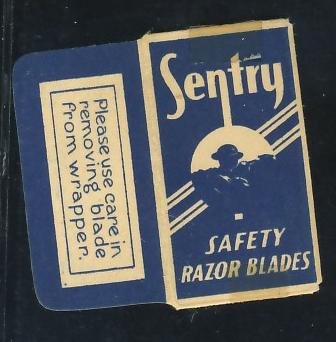 Sentry
SAFETY
RAZOR BLADES
Please use care in
removing blade
from wrapper.